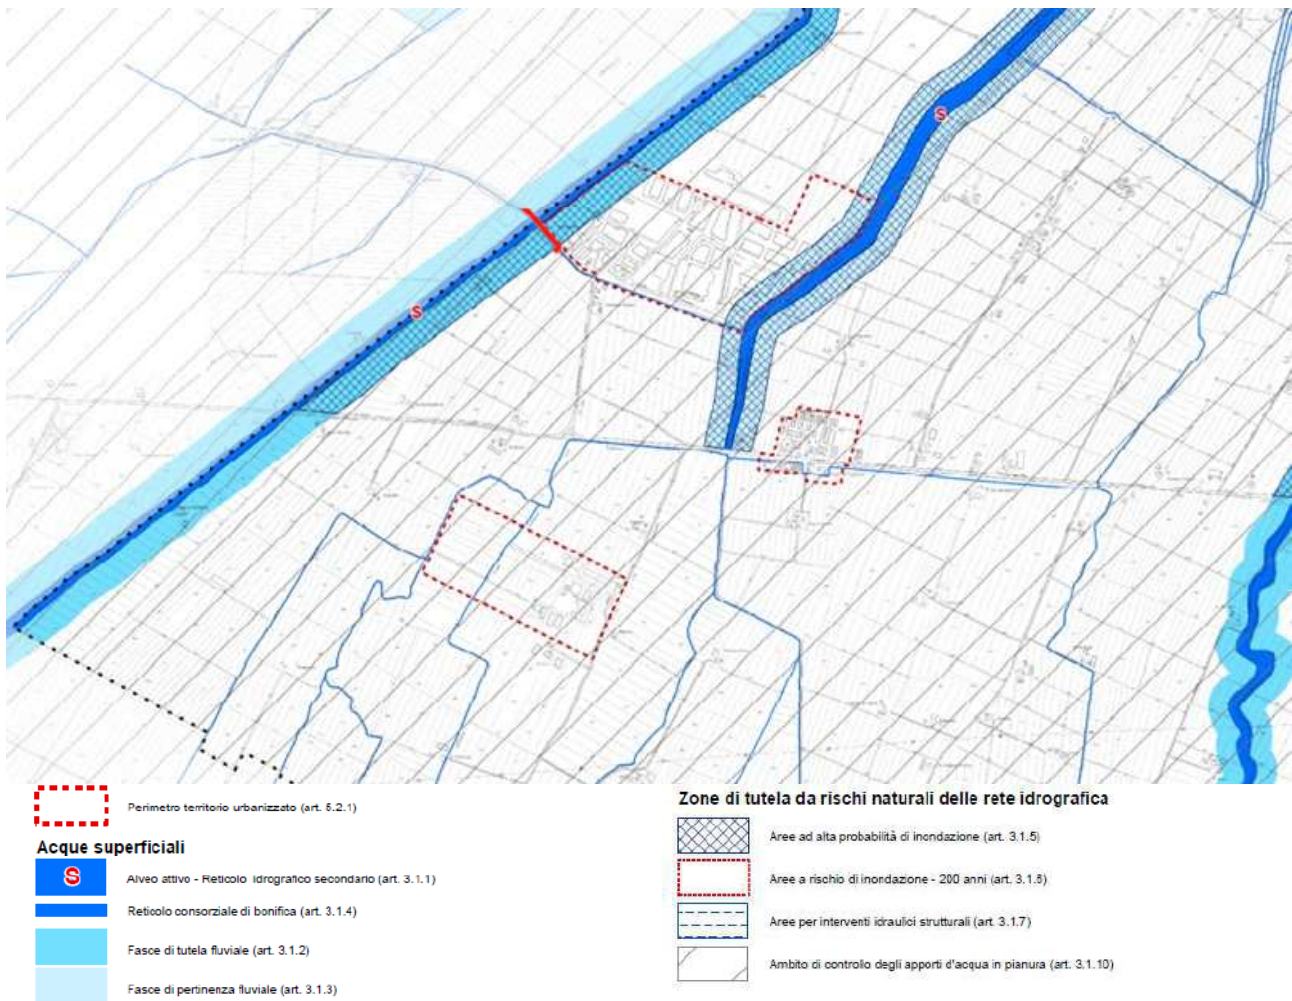 S
S
Perimetro territorio urbanizzato (art. 5.2.1)
Acque superficiali
S
Alveo attivo - Reticolo Idrografico secondario (art. 3.1.1)
Reticolo consorziale di bonifica (art. 3.1.4)
Fasce di tutela fluviale (art. 3.1.2)
Fasce di pertinenza fluviale (art. 3.1.3)
Zone di tutela da rischi naturali delle rete idrografica
Aree ad alta probabilità di inondazione (art. 3.1.5)
Aree a rischio di inondazione - 200 anni (art. 3.1.6)
Aree per interventi idraulici strutturali (art. 3.1.7)
Ambito di controllo degli apporti d'acqua in pianura (art. 3.1.10)